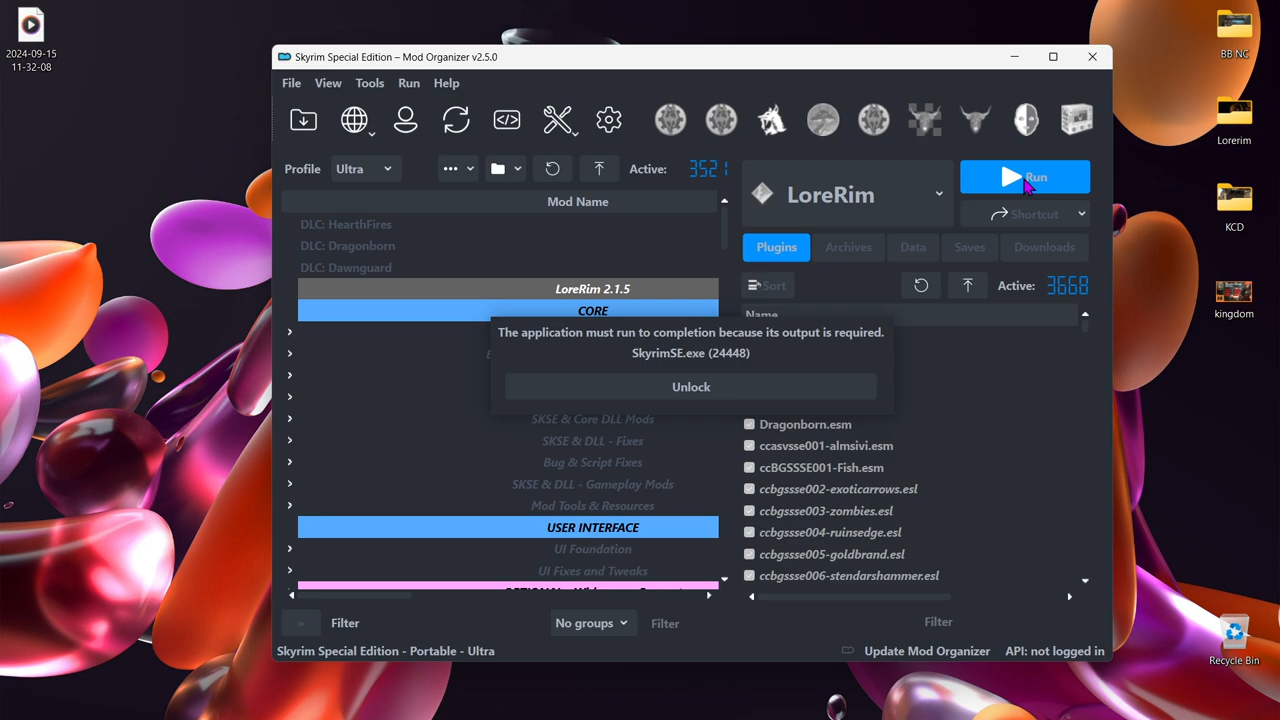 2024-09-15
11-32-08
BB NC
Lorerim
KCD
kingdom
Recycle Bin
Skyrim Special Edition – Mod Organizer v2.5.0
File View Tools Run Help
Profile Ultra Active: 3521
Mod Name
DLC: HearthFires
DLC: Dragonborn
DLC: Dawnguard
LoreRim 2.1.5
CORE
SKSE & Core DLL Mods
SKSE & DLL - Fixes
Bug & Script Fixes
SKSE & DLL - Gameplay Mods
Mod Tools & Resources
USER INTERFACE
UI Foundation
UI Fixes and Tweaks
Filter
No groups
Filter
LoreRim
Run
Shortcut
Plugins Archives Data Saves Downloads
Sort Active: 3668
Name
The application must run to completion because its output is required.
SkyrimSE.exe (24448)
Unlock
Dragonborn.esm
ccasvsse001-almsivi.esm
ccBGSSSE001-Fish.esm
ccbgssse002-exoticarrows.esl
ccbgssse003-zombies.esl
ccbgssse004-ruinsedge.esl
ccbgssse005-goldbrand.esl
ccbgssse006-stendarshammer.esl
Filter
Skyrim Special Edition - Portable - Ultra
Update Mod Organizer API: not logged in